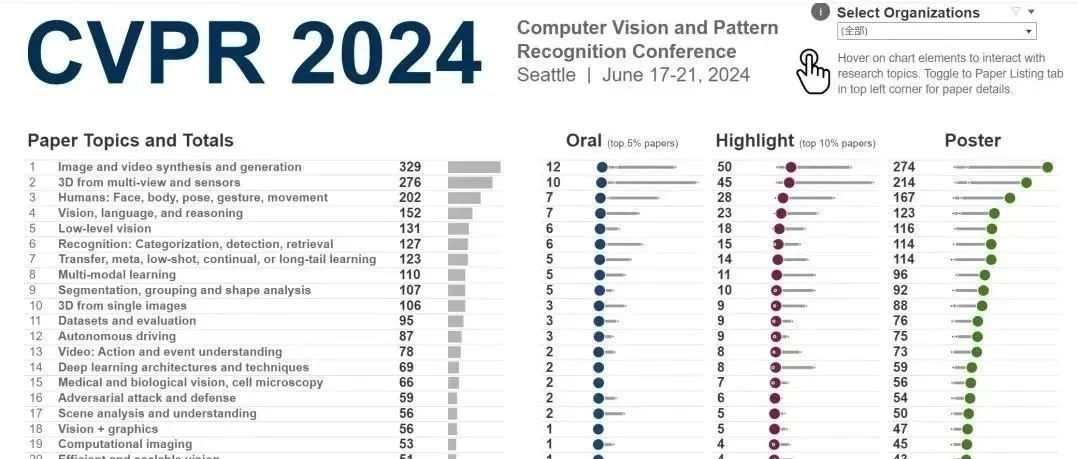 CVPR 2024
Computer Vision and Pattern
Recognition Conference
Seattle | June 17-21, 2024
i Select Organizations
(全部)
Hover on chart elements to interact with
research topics. Toggle to Paper Listing tab
in top left corner for paper details.
Paper Topics and Totals Oral (top 5% papers) Highlight (top 10% papers) Poster
1 Image and video synthesis and generation 329 12 50 274
2 3D from multi-view and sensors 276 10 45 214
3 Humans: Face, body, pose, gesture, movement 202 7 28 167
4 Vision, language, and reasoning 152 7 23 123
5 Low-level vision 131 6 18 116
6 Recognition: Categorization, detection, retrieval 127 6 15 114
7 Transfer, meta, low-shot, continual, or long-tail learning 123 5 14 114
8 Multi-modal learning 110 5 11 96
9 Segmentation, grouping and shape analysis 107 5 10 92
10 3D from single images 106 3 9 88
11 Datasets and evaluation 95 3 9 76
12 Autonomous driving 87 3 9 75
13 Video: Action and event understanding 78 2 8 73
14 Deep learning architectures and techniques 69 2 8 59
15 Medical and biological vision, cell microscopy 66 2 7 56
16 Adversarial attack and defense 59 2 6 54
17 Scene analysis and understanding 56 2 5 50
18 Vision + graphics 56 1 5 47
19 Computational imaging 53 1 4 45
20 Efficient and scalable vision 51 1 4 43